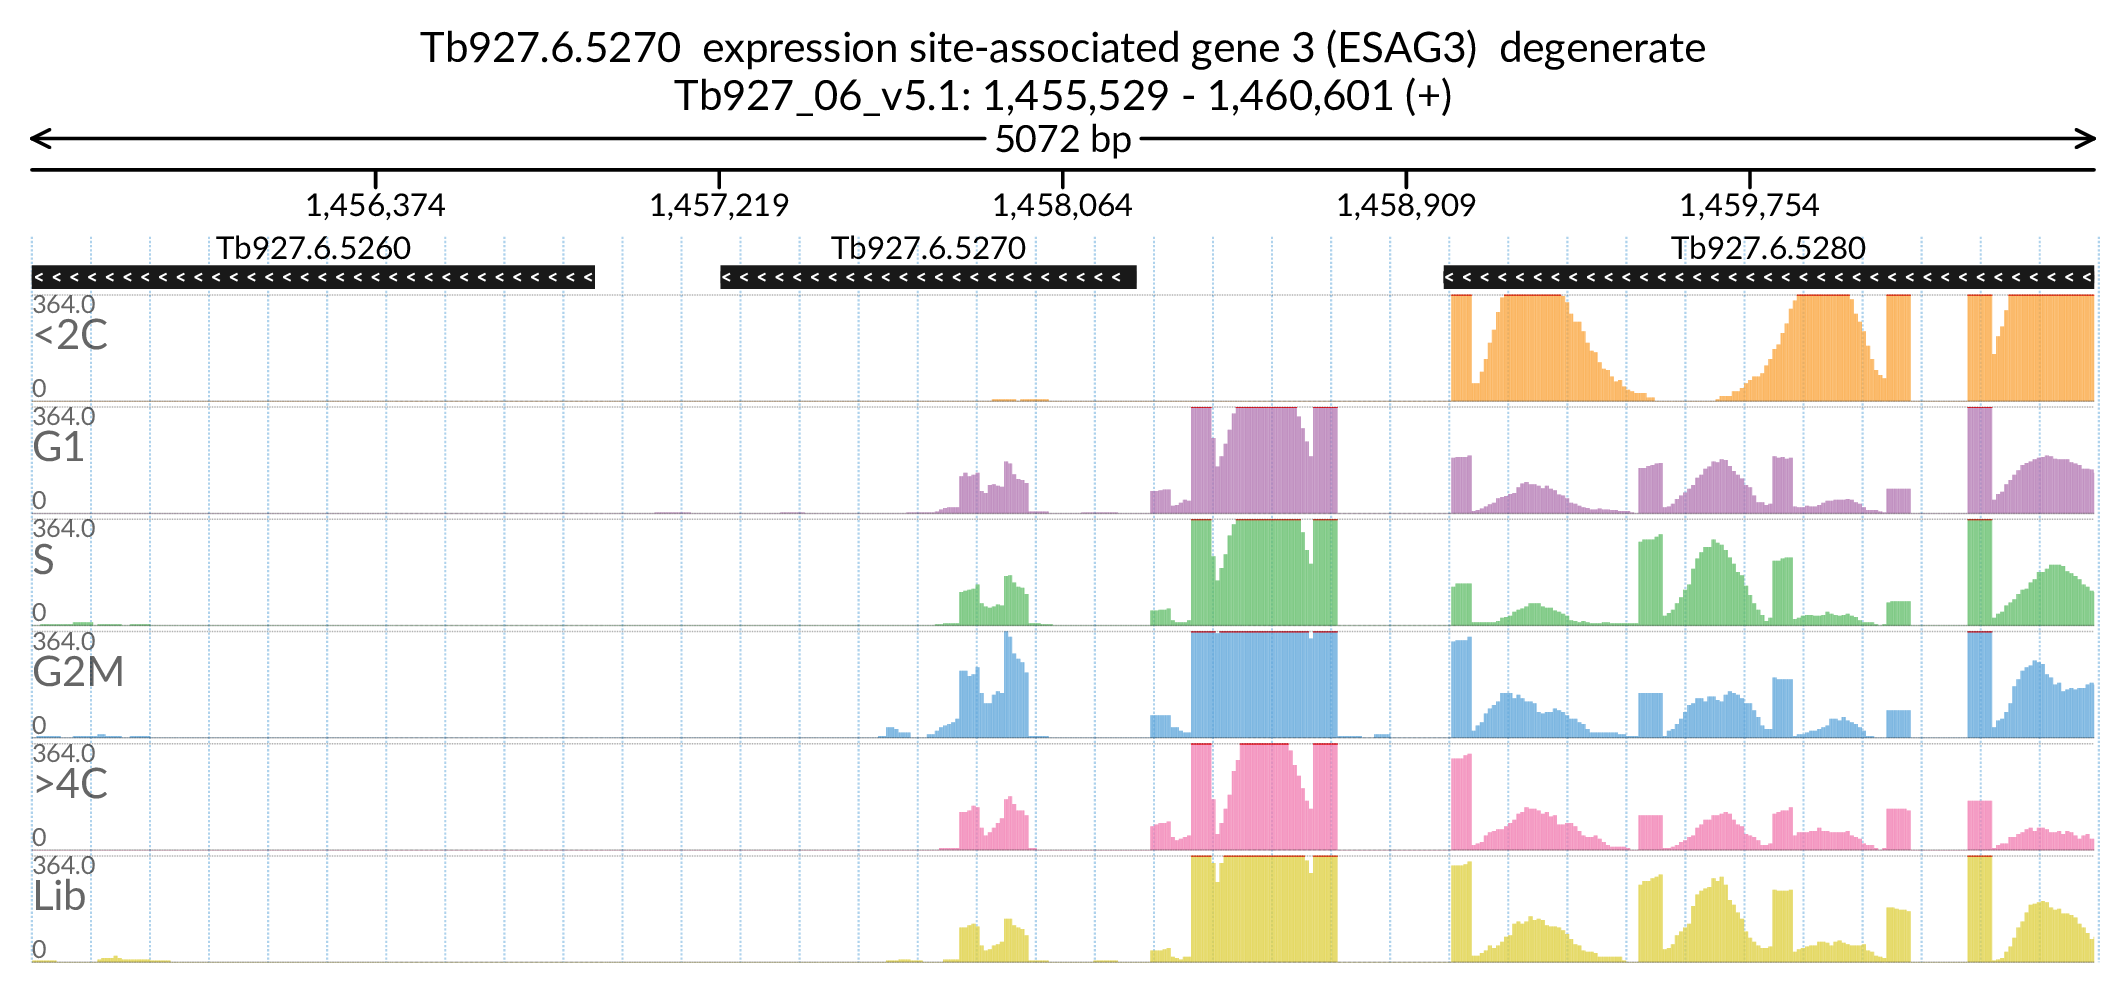 Tb927.6.5270  expression site-associated gene 3 (ESAG3)  degenerate
Tb927_06_v5.1: 1,455,529 - 1,460,601 (+)
5072 bp
1,456,374 1,457,219 1,458,064 1,458,909 1,459,754
Tb927.6.5260 Tb927.6.5270 Tb927.6.5280
364.0
<2C
0
364.0
G1
0
364.0
S
0
364.0
G2M
0
364.0
>4C
0
364.0
Lib
0